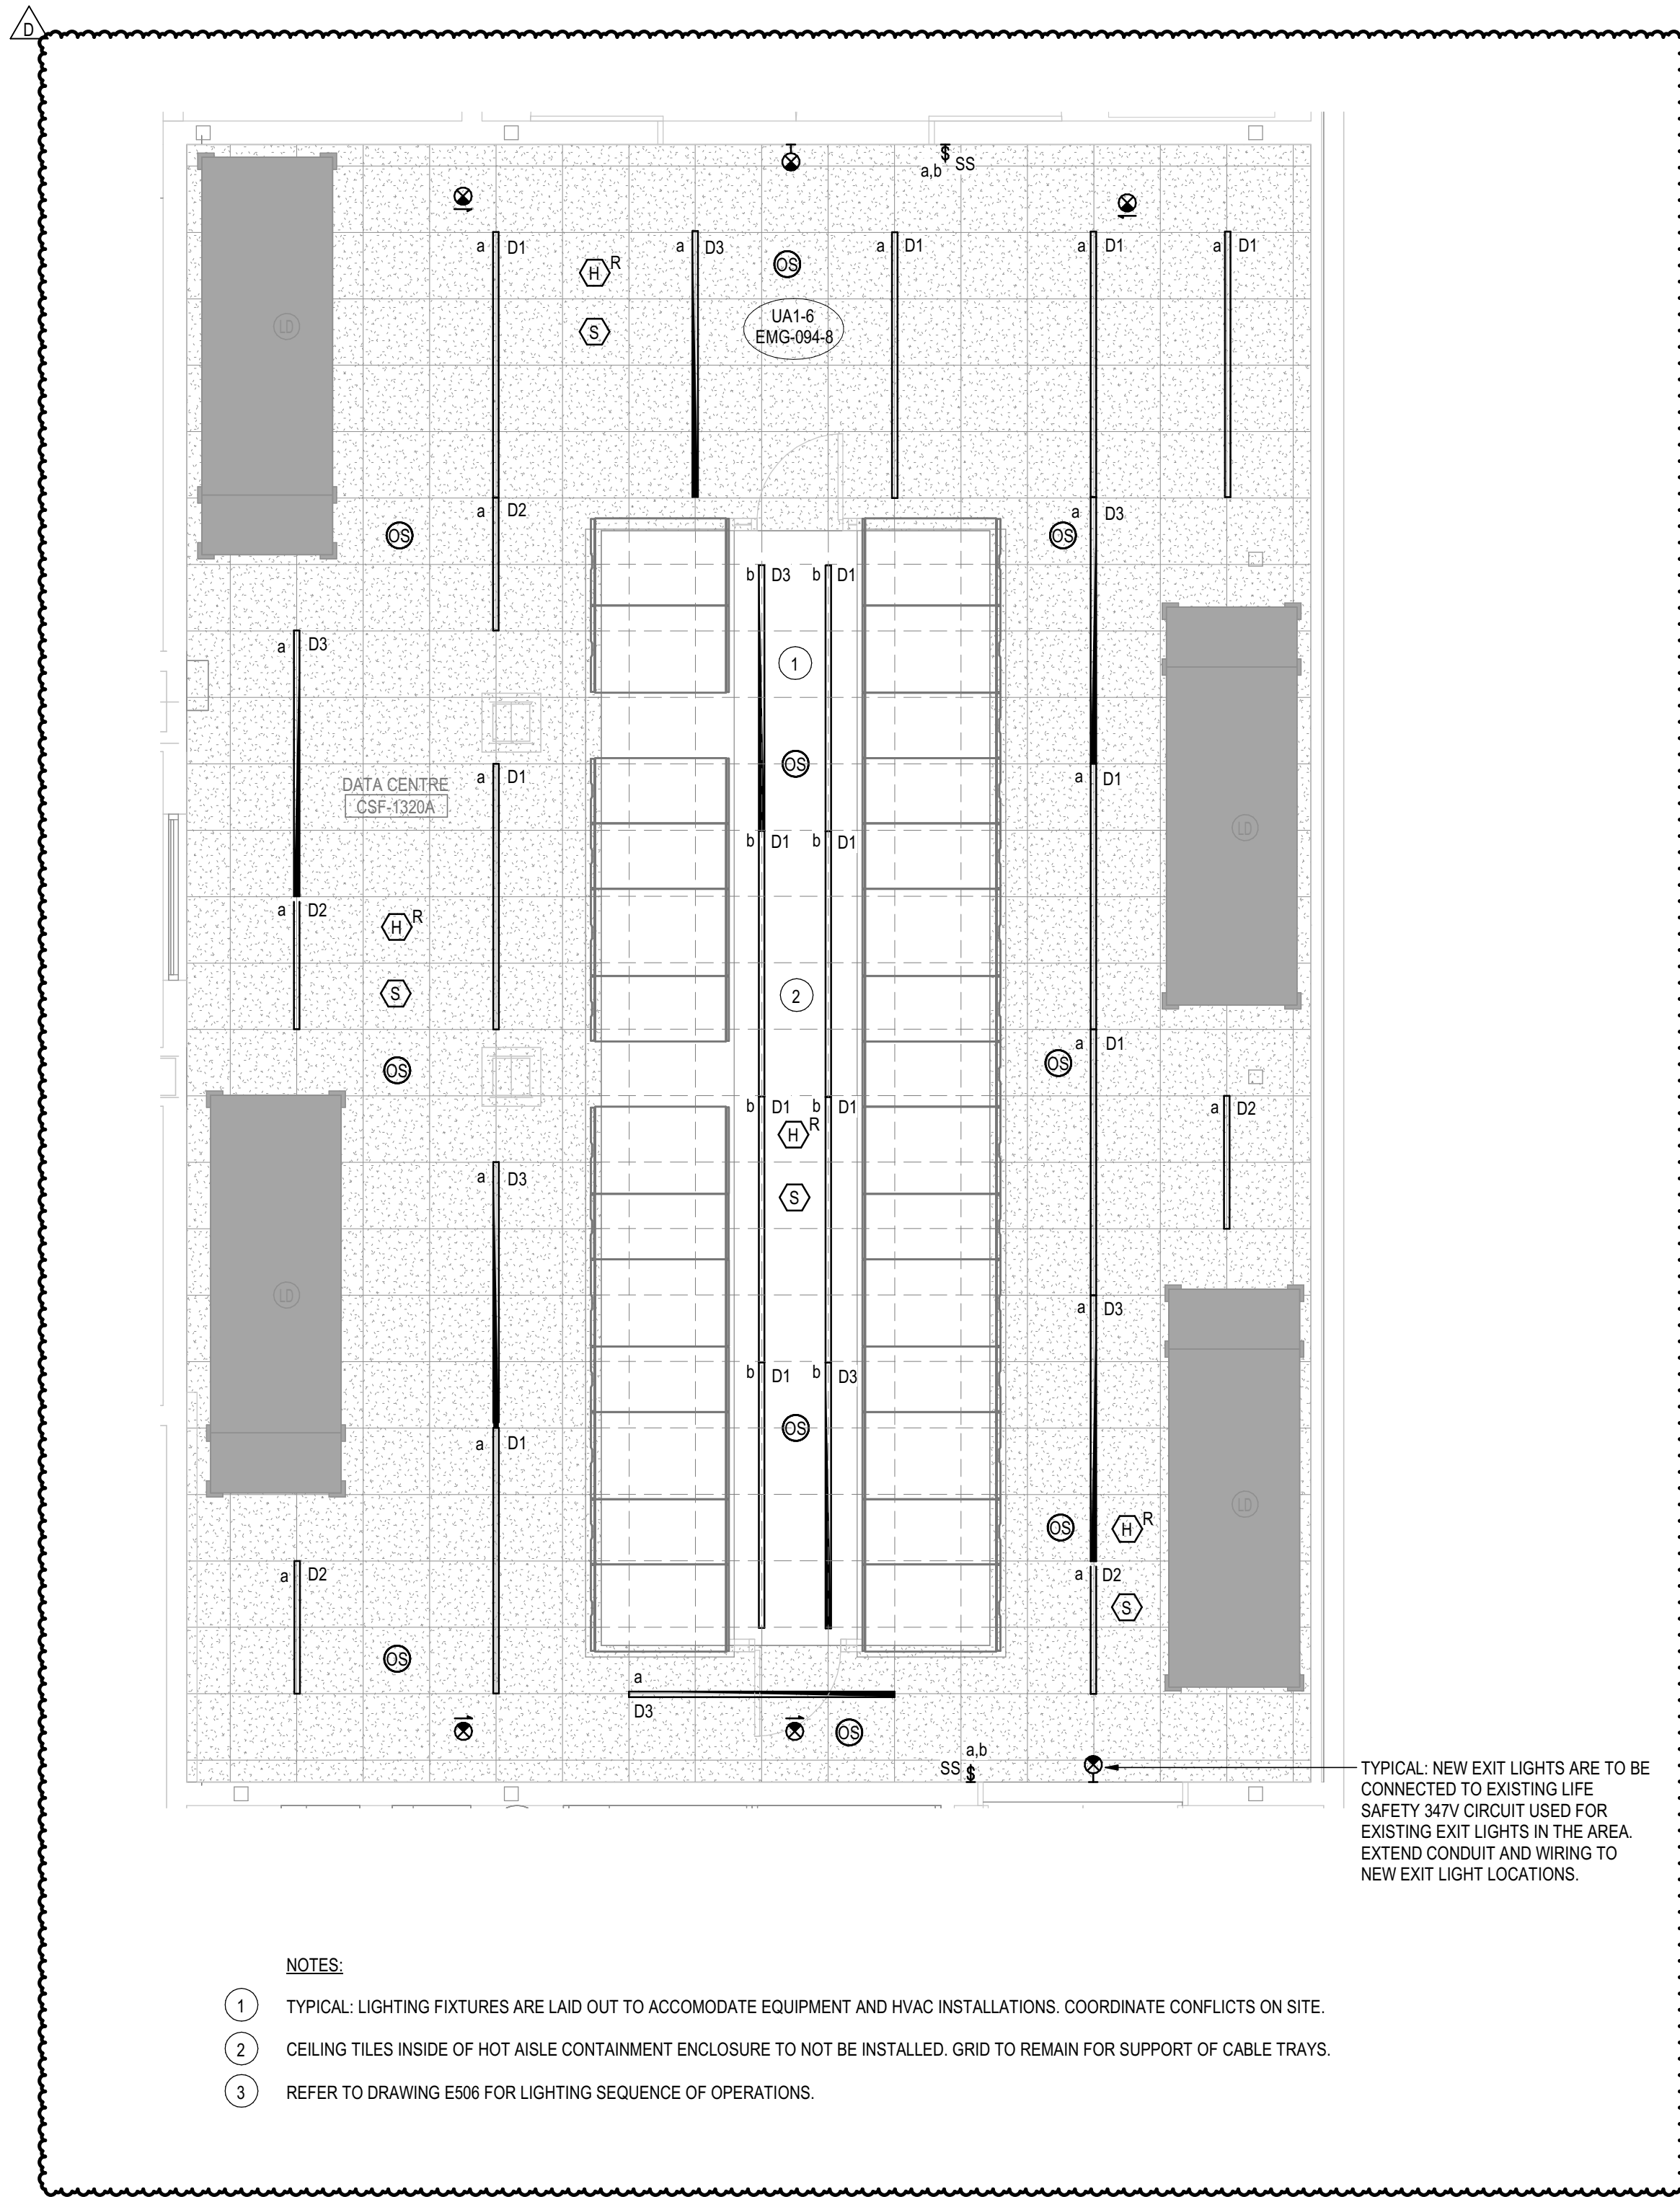 D
a,b SS
a D1
a D3
a D1
a D1
a D1
H R
OS
S
UA1-6
EMG-094-8
LD
a D2
OS
a D3
OS
b D3
b D1
a D3
1
OS
DATA CENTRE
CSF-1320A
a D1
a D1
LD
b D1
b D1
a D2
H R
S
2
OS
a D1
OS
b D1
b D1
a D2
H R
S
a D3
LD
a D3
b D1
b D3
OS
a D1
LD
OS
H R
a D2
a D2
S
OS
a
D3
OS
a,b
SS
TYPICAL: NEW EXIT LIGHTS ARE TO BE
CONNECTED TO EXISTING LIFE
SAFETY 347V CIRCUIT USED FOR
EXISTING EXIT LIGHTS IN THE AREA.
EXTEND CONDUIT AND WIRING TO
NEW EXIT LIGHT LOCATIONS.
NOTES:
1 TYPICAL: LIGHTING FIXTURES ARE LAID OUT TO ACCOMODATE EQUIPMENT AND HVAC INSTALLATIONS. COORDINATE CONFLICTS ON SITE.
2 CEILING TILES INSIDE OF HOT AISLE CONTAINMENT ENCLOSURE TO NOT BE INSTALLED. GRID TO REMAIN FOR SUPPORT OF CABLE TRAYS.
3 REFER TO DRAWING E506 FOR LIGHTING SEQUENCE OF OPERATIONS.